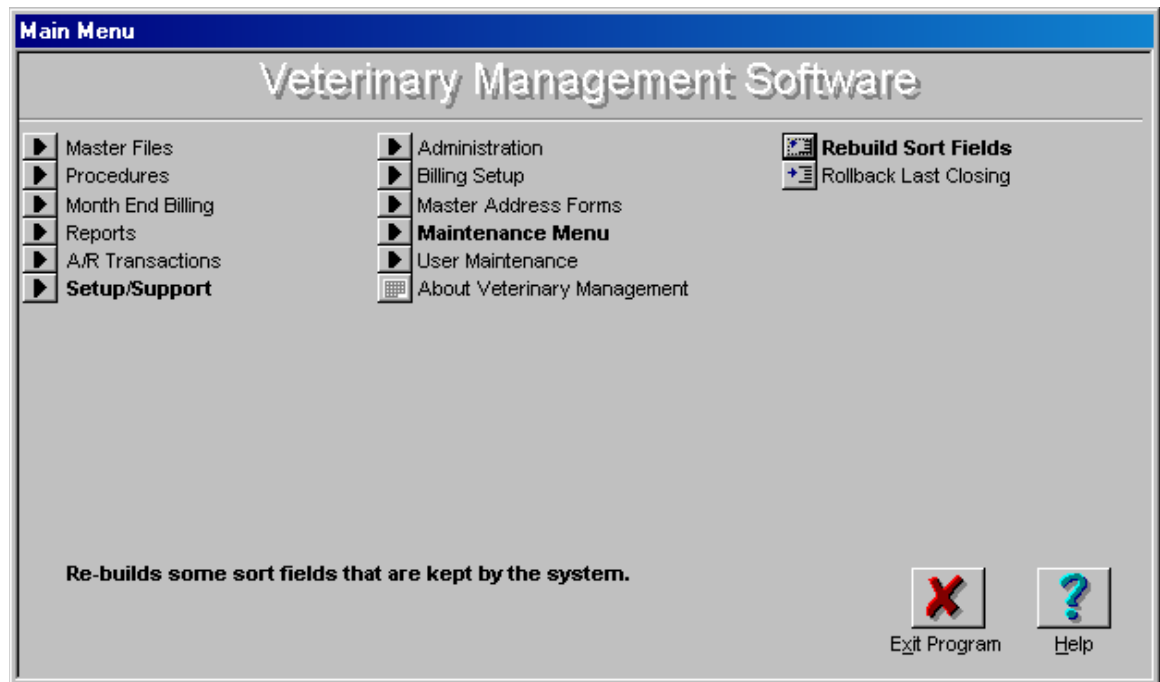 Main Menu
Veterinary Management Software
Master Files
Procedures
Month End Billing
Reports
A/R Transactions
Setup/Support
Administration
Billing Setup
Master Address Forms
Maintenance Menu
User Maintenance
About Veterinary Management
Rebuild Sort Fields
Rollback Last Closing
Re-builds some sort fields that are kept by the system.
Exit Program
Help